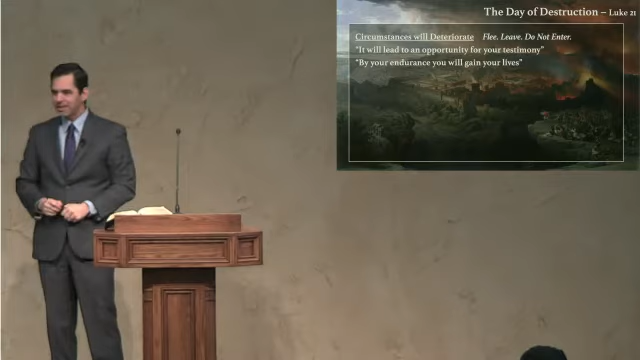 The Day of Destruction – Luke 21
Circumstances will Deteriorate Flee. Leave. Do Not Enter.
"It will lead to an opportunity for your testimony"
"By your endurance you will gain your lives"